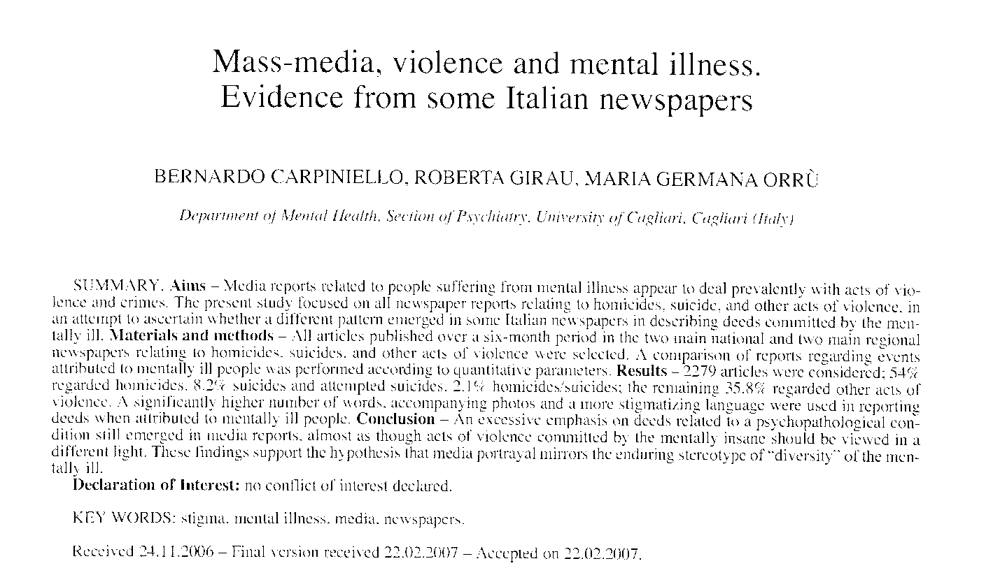 Mass-media, violence and mental illness.
Evidence from some Italian newspapers
BERNARDO CARPINIELLO, ROBERTA GIRAU, MARIA GERMANA ORRÙ
Department of Mental Health, Section of Psychiatry, University of Cagliari, Cagliari (Italy)
SUMMARY. Aims – Media reports related to people suffering from mental illness appear to deal prevalently with acts of vio-
lence and crimes. The present study focused on all newspaper reports relating to homicides, suicide, and other acts of violence, in
an attempt to ascertain whether a different pattern emerged in some Italian newspapers in describing deeds committed by the men-
tally ill. Materials and methods – All articles published over a six-month period in the two main national and two main regional
newspapers relating to homicides, suicides, and other acts of violence were selected. A comparison of reports regarding events
attributed to mentally ill people was performed according to quantitative parameters. Results – 2279 articles were considered; 54%
regarded homicides, 8.2% suicides and attempted suicides, 2.1% homicides/suicides; the remaining 35.8% regarded other acts of
violence. A significantly higher number of words, accompanying photos and a more stigmatizing language were used in reporting
deeds when attributed to mentally ill people. Conclusion – An excessive emphasis on deeds related to a psychopathological con-
dition still emerged in media reports, almost as though acts of violence committed by the mentally insane should be viewed in a
different light. These findings support the hypothesis that media portrayal mirrors the enduring stereotype of "diversity" of the men-
tally ill.
Declaration of Interest: no conflict of interest declared.
KEY WORDS: stigma, mental illness, media, newspapers.
Received 24.11.2006 – Final version received 22.02.2007 – Accepted on 22.02.2007.